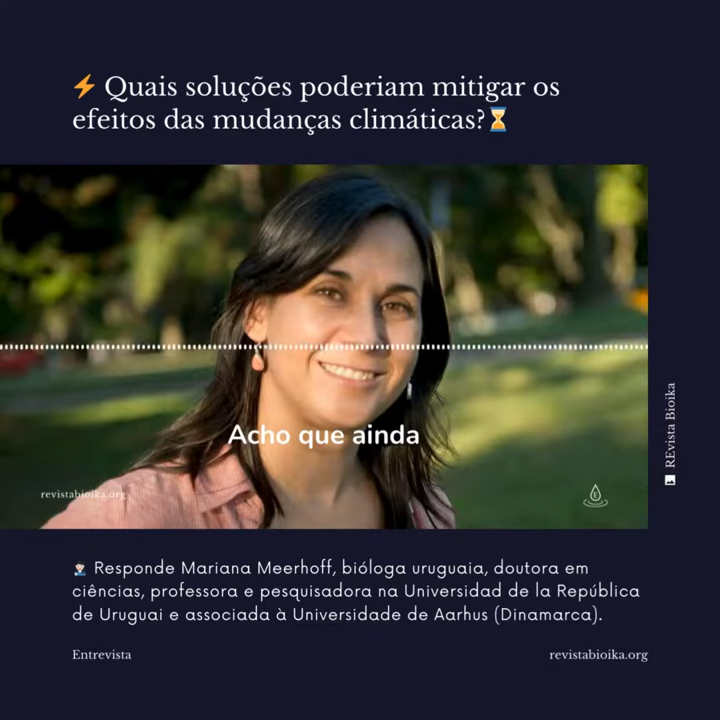 ⚡ Quais soluções poderiam mitigar os
efeitos das mudanças climáticas?⏳
Acho que ainda
revistabioika.org
REvista Bioika
Responde Mariana Meerhoff, bióloga uruguaia, doutora em
ciências, professora e pesquisadora na Universidad de la República
de Uruguai e associada à Universidade de Aarhus (Dinamarca).
Entrevista
revistabioika.org